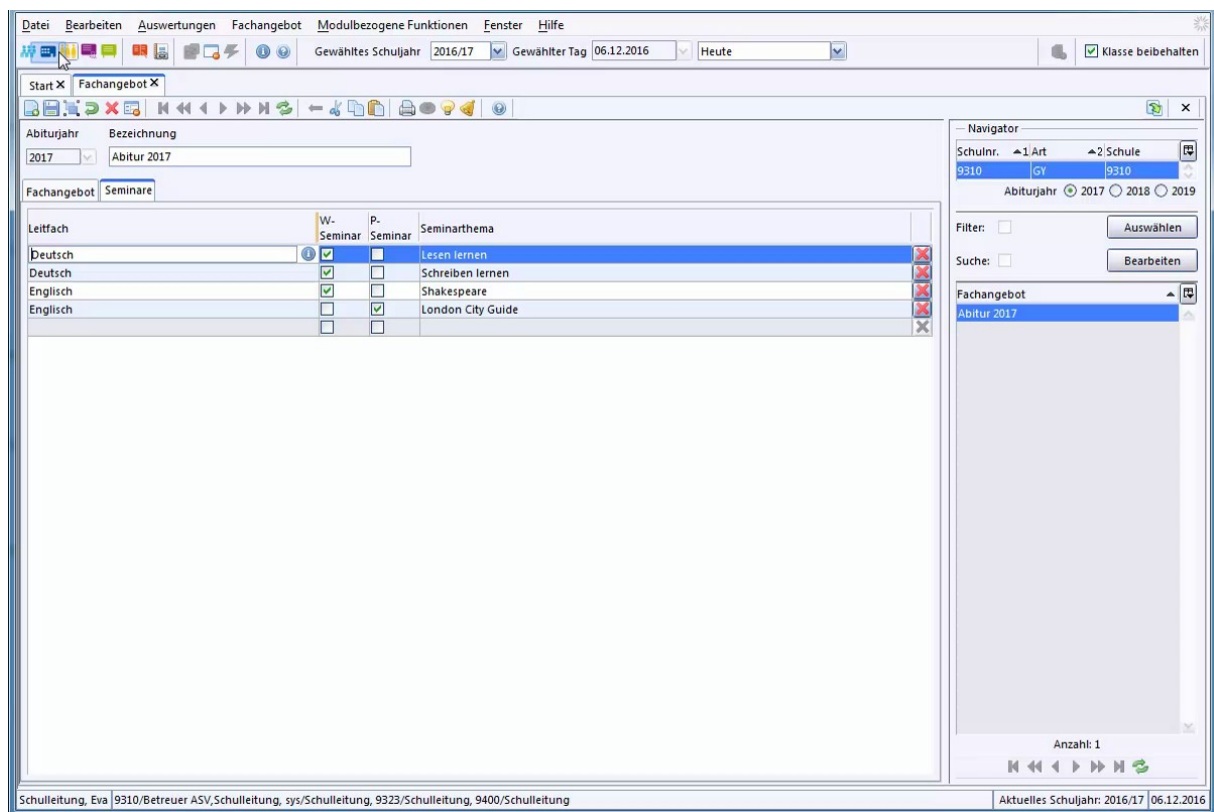 Datei Bearbeiten Auswertungen Fachangebot Modulbezogene Funktionen Fenster Hilfe
Gewähltes Schuljahr 2016/17 Gewählter Tag 06.12.2016 Heute Klasse beibehalten
Start Fachangebot
Abiturjahr Bezeichnung
2017 Abitur 2017
Fachangebot Seminare
Leitfach W-Seminar P-Seminar Seminarthema
Deutsch Lesen lernen
Deutsch Schreiben lernen
Englisch Shakespeare
Englisch London City Guide
Navigator
Schulnr. 1 Art 2 Schule
9310 GY 9310
Abiturjahr 2017 2018 2019
Filter: Auswählen
Suche: Bearbeiten
Fachangebot
Abitur 2017
Anzahl: 1
Schulleitung, Eva 9310/Betreuer ASV,Schulleitung, sys/Schulleitung, 9323/Schulleitung, 9400/Schulleitung Aktuelles Schuljahr: 2016/17 06.12.2016